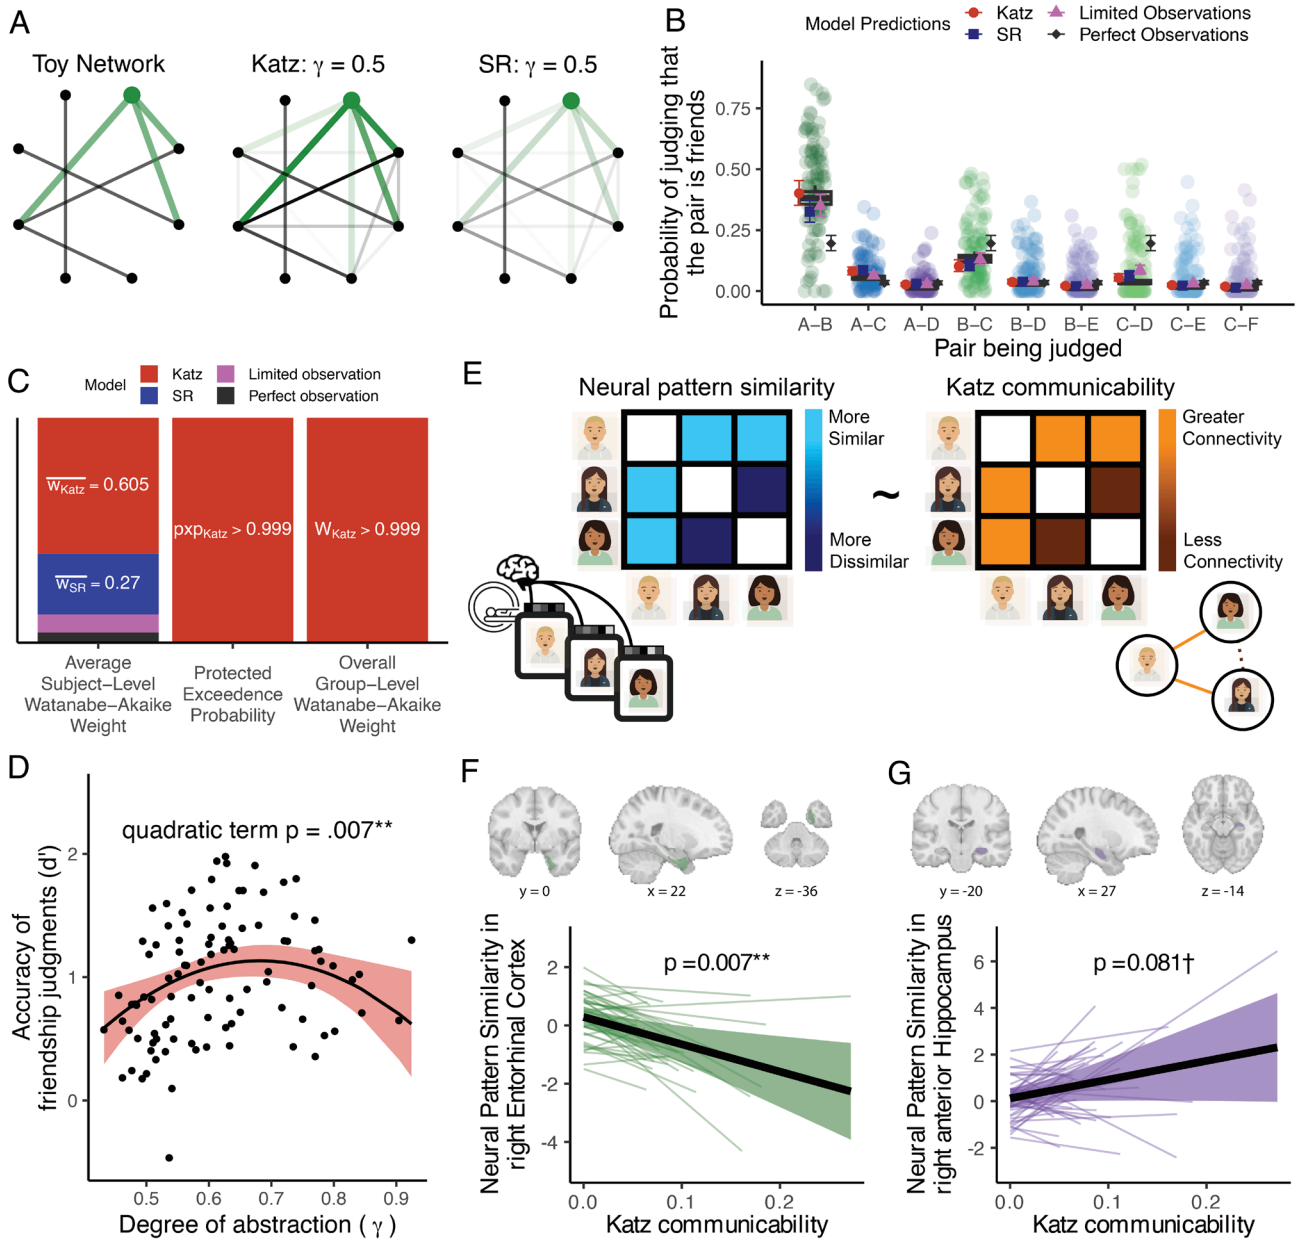 A
Toy Network
Katz: γ = 0.5
SR: γ = 0.5
B
Model Predictions
Katz
SR
Limited Observations
Perfect Observations
Probability of judging that
the pair is friends
0.75
0.50
0.25
0.00
A−B
A−C
A−D
B−C
B−D
B−E
C−D
C−E
C−F
Pair being judged
C
Model
Katz
SR
Limited observation
Perfect observation
wKatz = 0.605
wSR = 0.27
pxpKatz > 0.999
WKatz > 0.999
Average
Subject−Level
Watanabe−Akaike
Weight
Protected
Exceedence
Probability
Overall
Group−Level
Watanabe−Akaike
Weight
E
Neural pattern similarity
More
Similar
More
Dissimilar
~
Katz communicability
Greater
Connectivity
Less
Connectivity
D
quadratic term p = .007**
Accuracy of
friendship judgments (d')
2
1
0
0.5
0.6
0.7
0.8
0.9
Degree of abstraction ( γ )
F
y = 0
x = 22
z = -36
p =0.007**
Neural Pattern Similarity in
right Entorhinal Cortex
2
0
-2
-4
0.0
0.1
0.2
Katz communicability
G
y = -20
x = 27
z = -14
p =0.081†
Neural Pattern Similarity in
right anterior Hippocampus
6
4
2
0
-2
0.0
0.1
0.2
Katz communicability